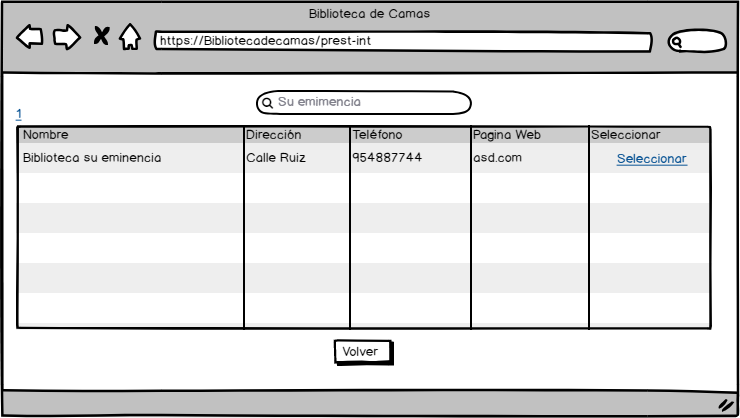 Biblioteca de Camas
https://Bibliotecadecamas/prest-int
Su emimencia
1
Nombre Dirección Teléfono Pagina Web Seleccionar
Biblioteca su eminencia Calle Ruiz 954887744 asd.com Seleccionar
Volver